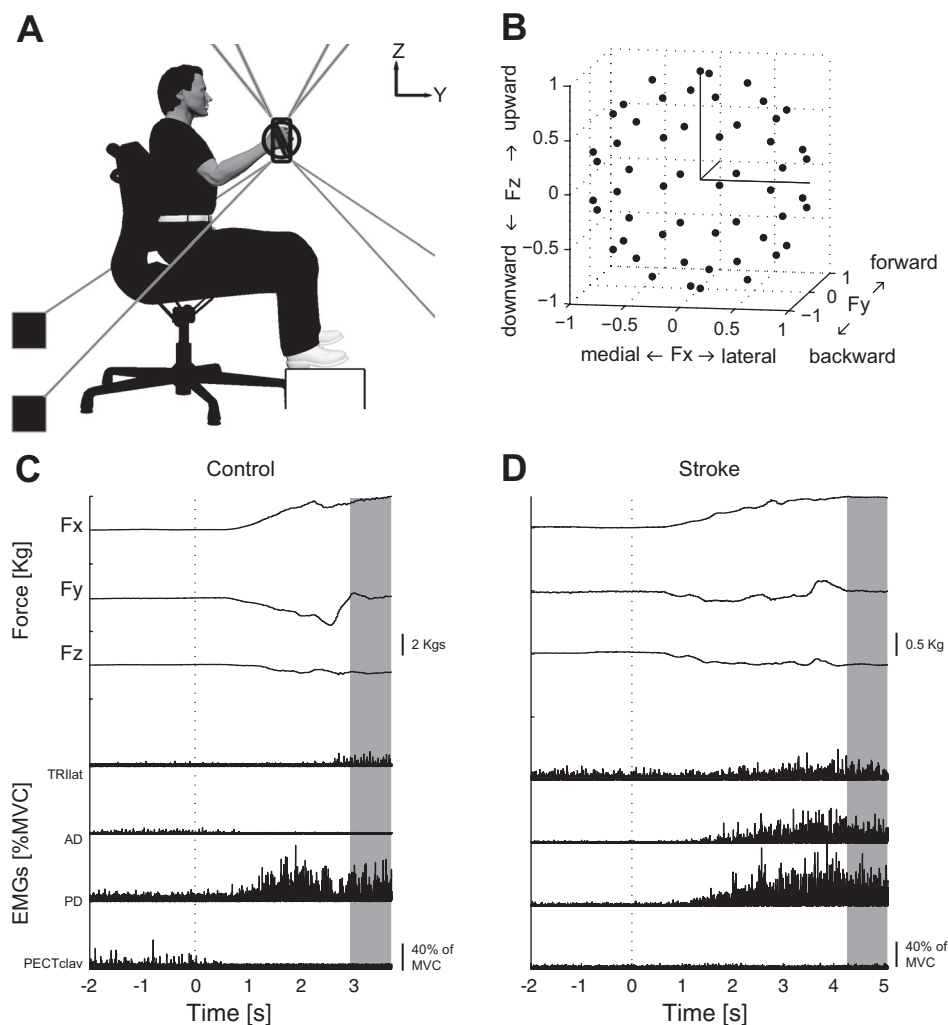 A
Z
Y
B
1
0.5
0
−0.5
−1
downward ← Fz → upward
−1
−0.5
0
0.5
1
medial ← Fx → lateral
−1
0
1
Fy
forward
→
←
backward
C
Control
Force [Kg]
Fx
Fy
Fz
2 Kgs
EMGs [%MVC]
TRIlat
AD
PD
PECTclav
40% of
MVC
-2 -1 0 1 2 3
Time [s]
D
Stroke
0.5 Kg
40% of
MVC
-2 -1 0 1 2 3 4 5
Time [s]